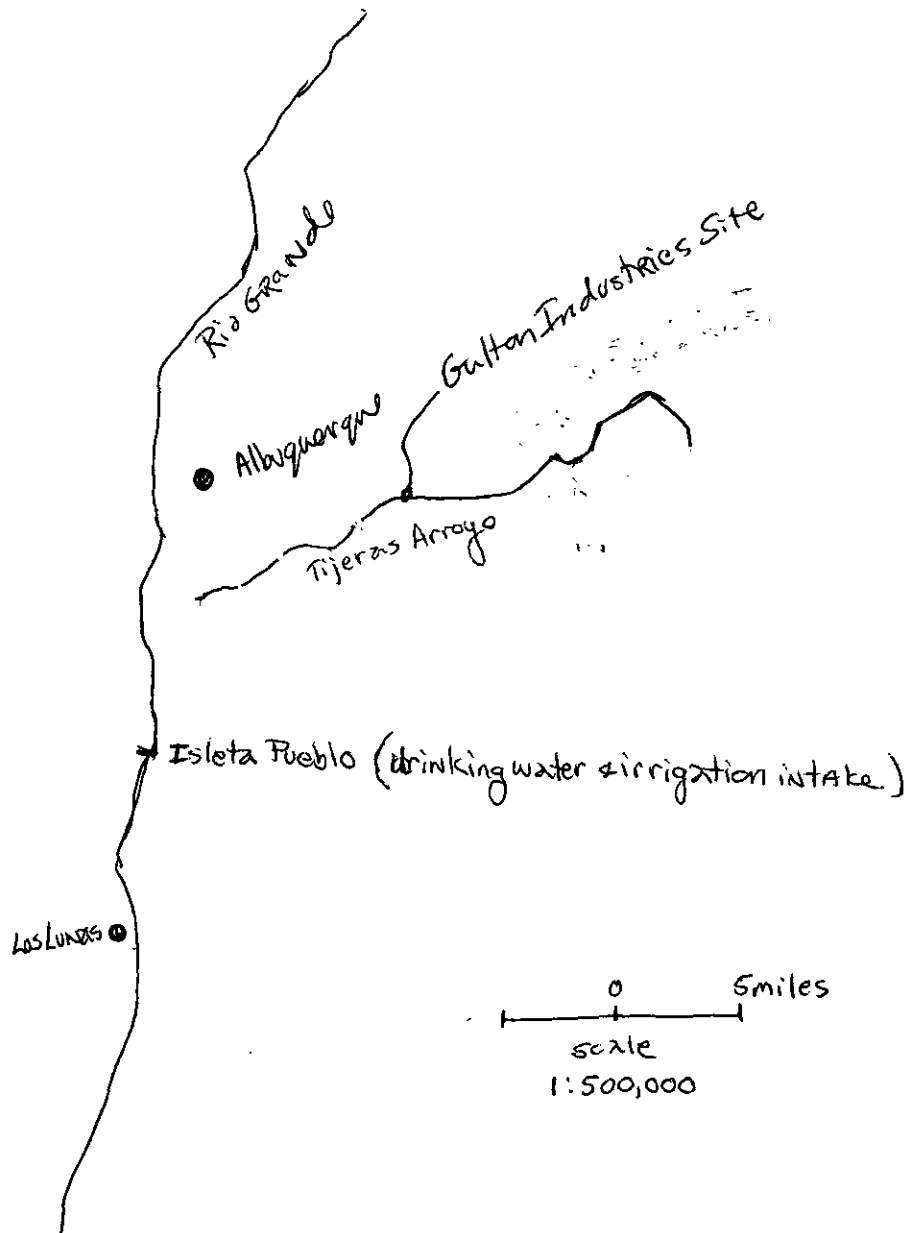 Rio Grande
Gulton Industries Site
Albuquerque
Tijeras Arroyo
Isleta Pueblo (drinking water & irrigation intake)
Los Lunas
0 5 miles
scale
1:500,000